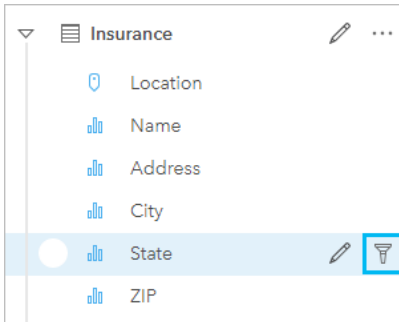 Insurance
Location
Name
Address
City
State
ZIP